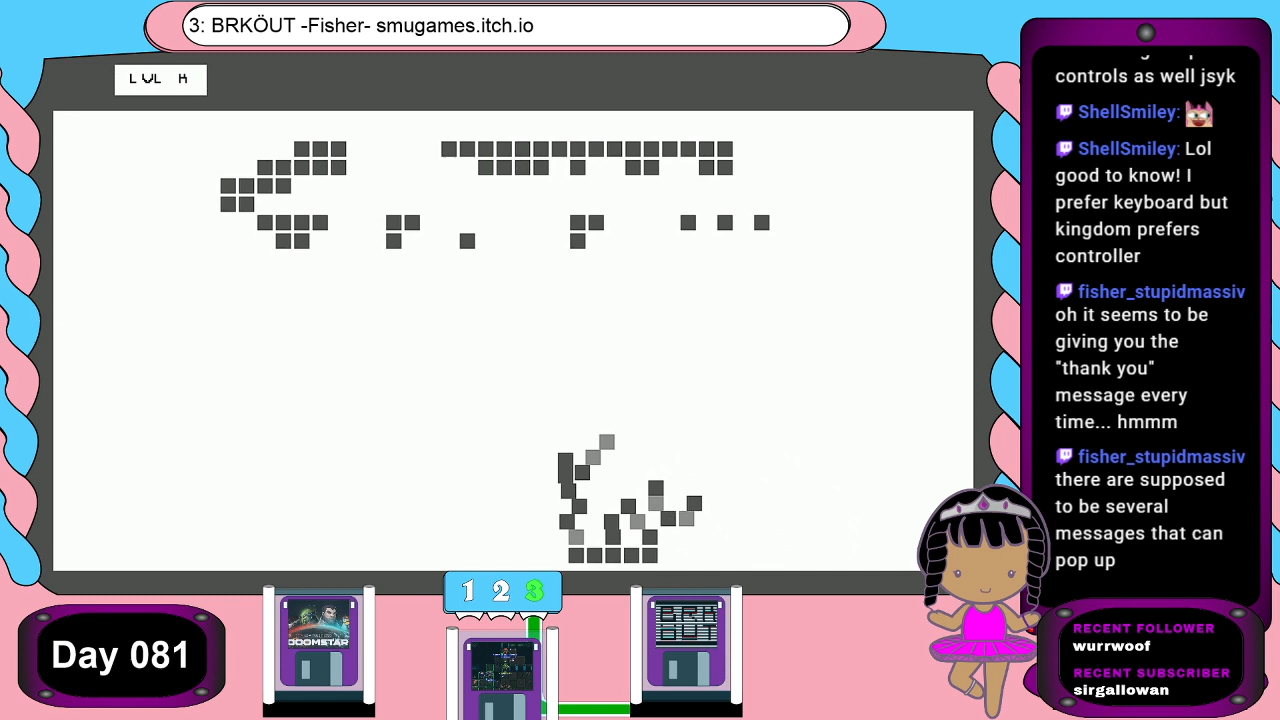 3: BRKÖUT -Fisher- smugames.itch.io
LVL K
controls as well jsyk
ShellSmiley:
ShellSmiley: Lol
good to know! I
prefer keyboard but
kingdom prefers
controller
fisher_stupidmassiv
oh it seems to be
giving you the
"thank you"
message every
time... hmmm
fisher_stupidmassiv
there are supposed
to be several
messages that can
pop up
1 2 3
DOOMSTAR
Day 081
RECENT FOLLOWER
wurrwoof
RECENT SUBSCRIBER
sirgallowan